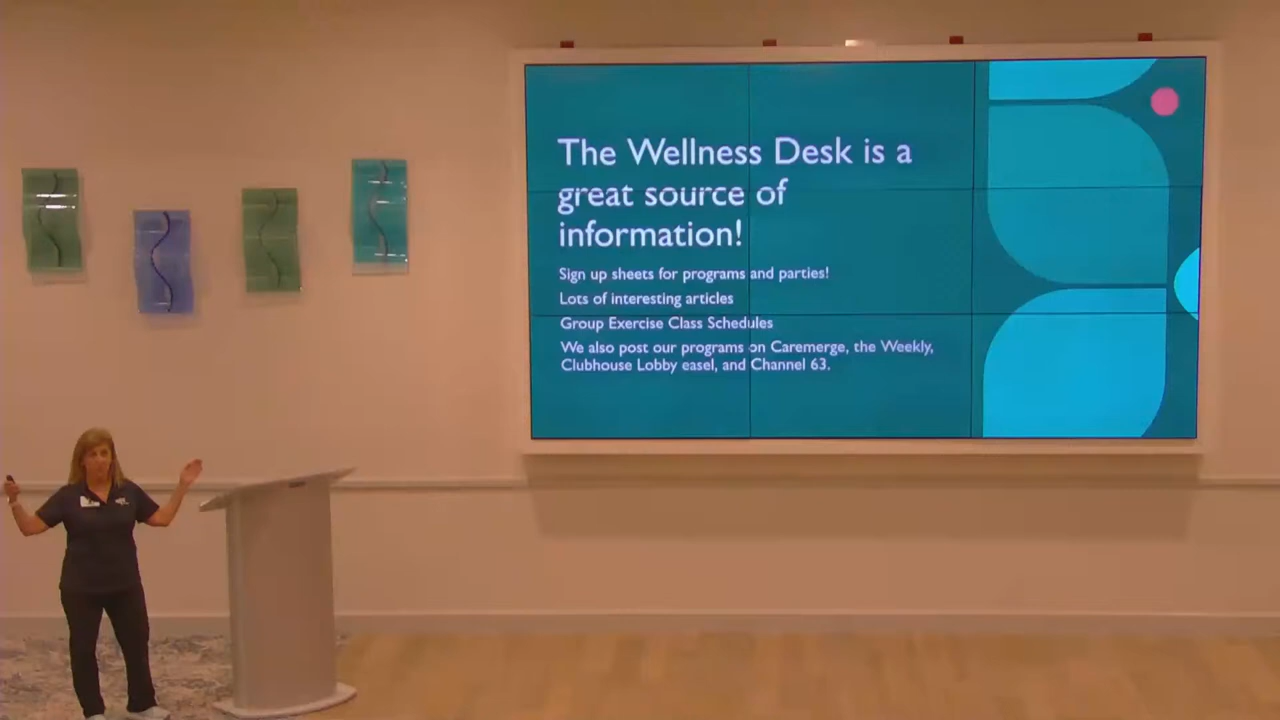 The Wellness Desk is a
great source of
information!
Sign up sheets for programs and parties!
Lots of interesting articles
Group Exercise Class Schedules
We also post our programs on Caremerge, the Weekly,
Clubhouse Lobby easel, and Channel 63.